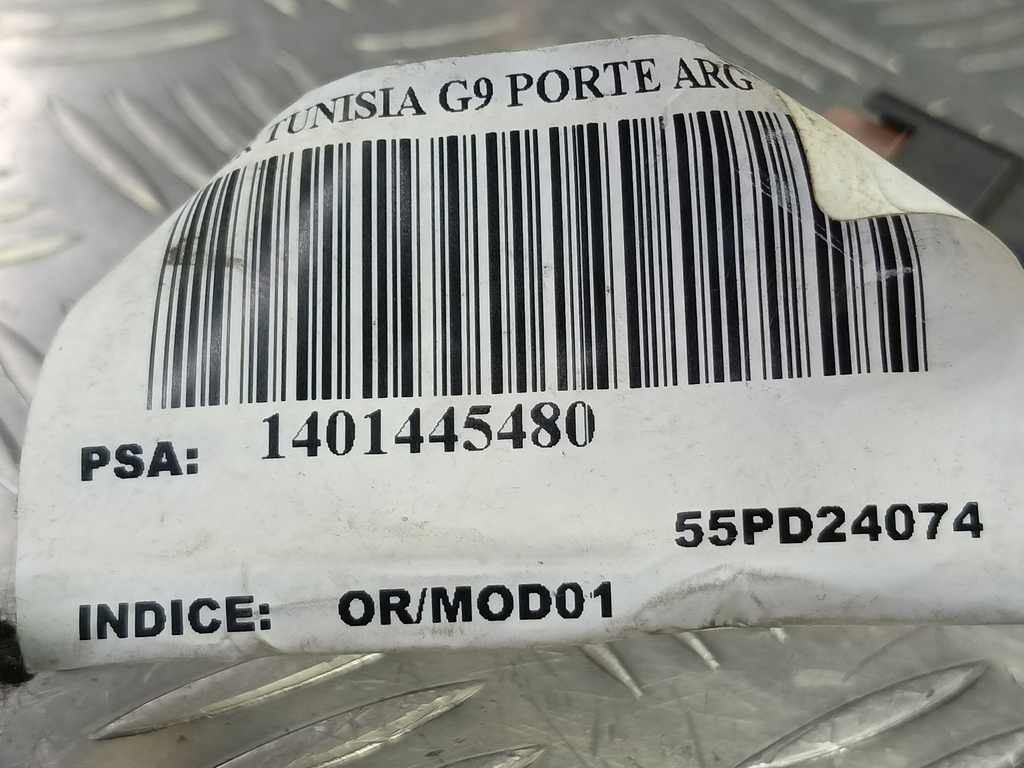 TUNISIA G9 PORTE ARG
PSA: 1401445480
55PD24074
INDICE: OR/MOD01